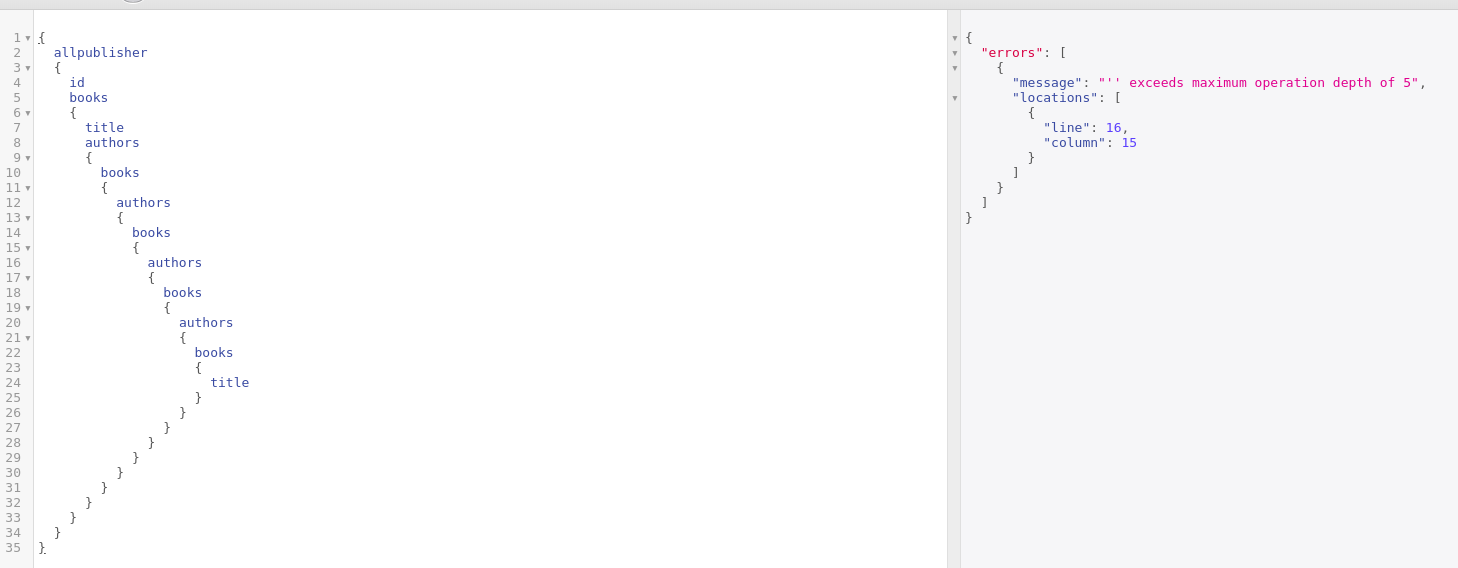 1 {
2   allpublisher
3   {
4     id
5     books
6     {
7       title
8       authors
9       {
10         books
11         {
12           authors
13           {
14             books
15             {
16               authors
17               {
18                 books
19                 {
20                   authors
21                   {
22                     books
23                     {
24                       title
25                     }
26                   }
27                 }
28               }
29             }
30           }
31         }
32       }
33     }
34   }
35 }
{
  "errors": [
    {
      "message": "'' exceeds maximum operation depth of 5",
      "locations": [
        {
          "line": 16,
          "column": 15
        }
      ]
    }
  ]
}